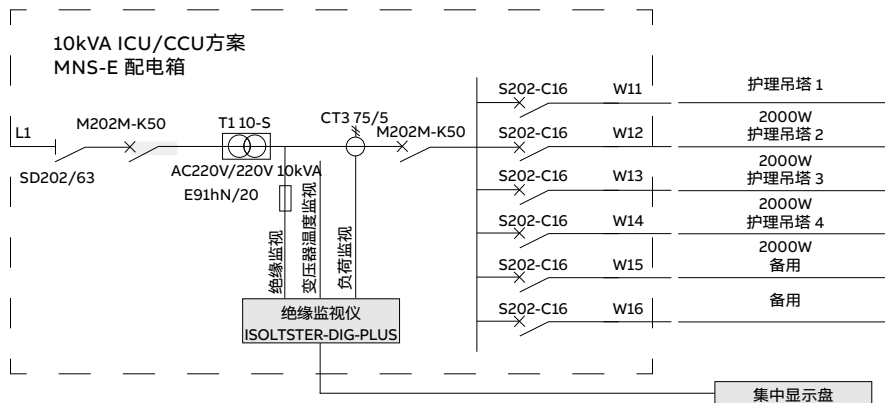 10kVA ICU/CCU方案
MNS-E 配电箱
L1
SD202/63
M202M-K50
T1 10-S
AC220V/220V 10kVA
E91hN/20
CT3 75/5
M202M-K50
绝缘监视
变压器温度监视
负荷监视
绝缘监视仪
ISOLTSTER-DIG-PLUS
S202-C16 W11 护理吊塔 1
2000W
S202-C16 W12 护理吊塔 2
2000W
S202-C16 W13 护理吊塔 3
2000W
S202-C16 W14 护理吊塔 4
2000W
S202-C16 W15 备用
S202-C16 W16 备用
集中显示盘